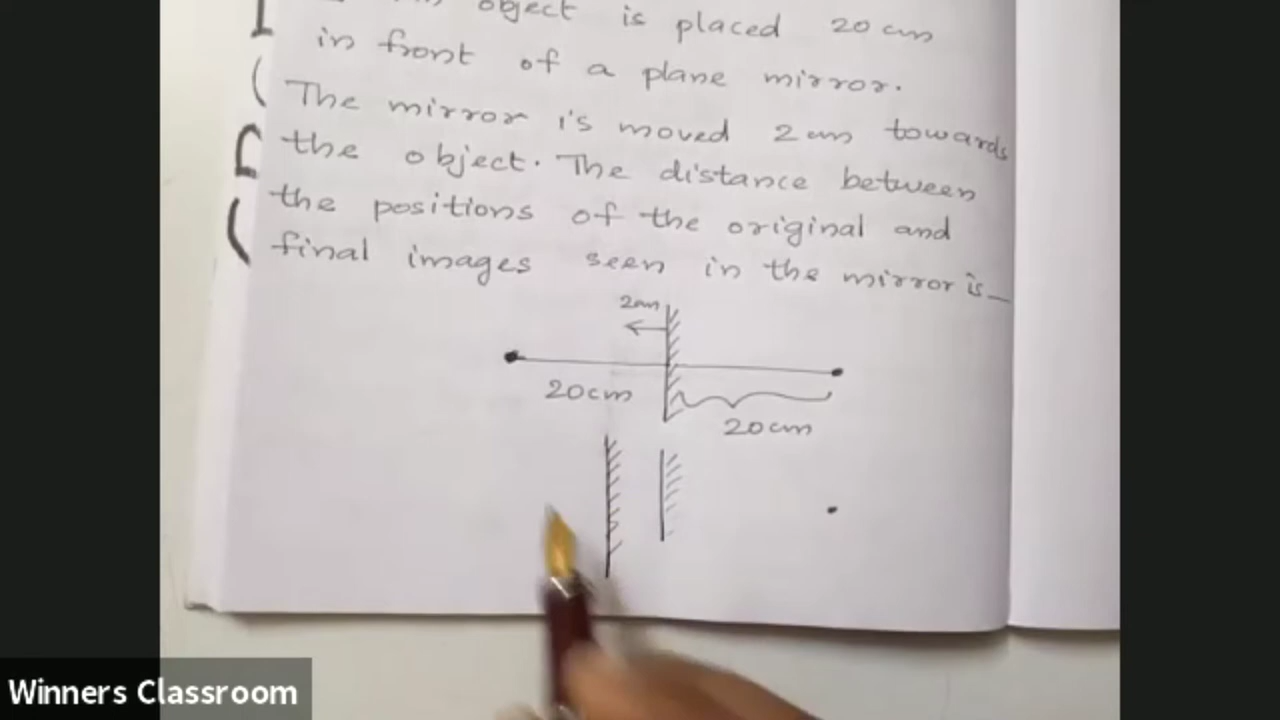 object is placed 20 cm
in front of a plane mirror.
The mirror is moved 2 cm towards
the object. The distance between
the positions of the original and
final images seen in the mirror is_
2cm
20cm
20cm
Winners Classroom